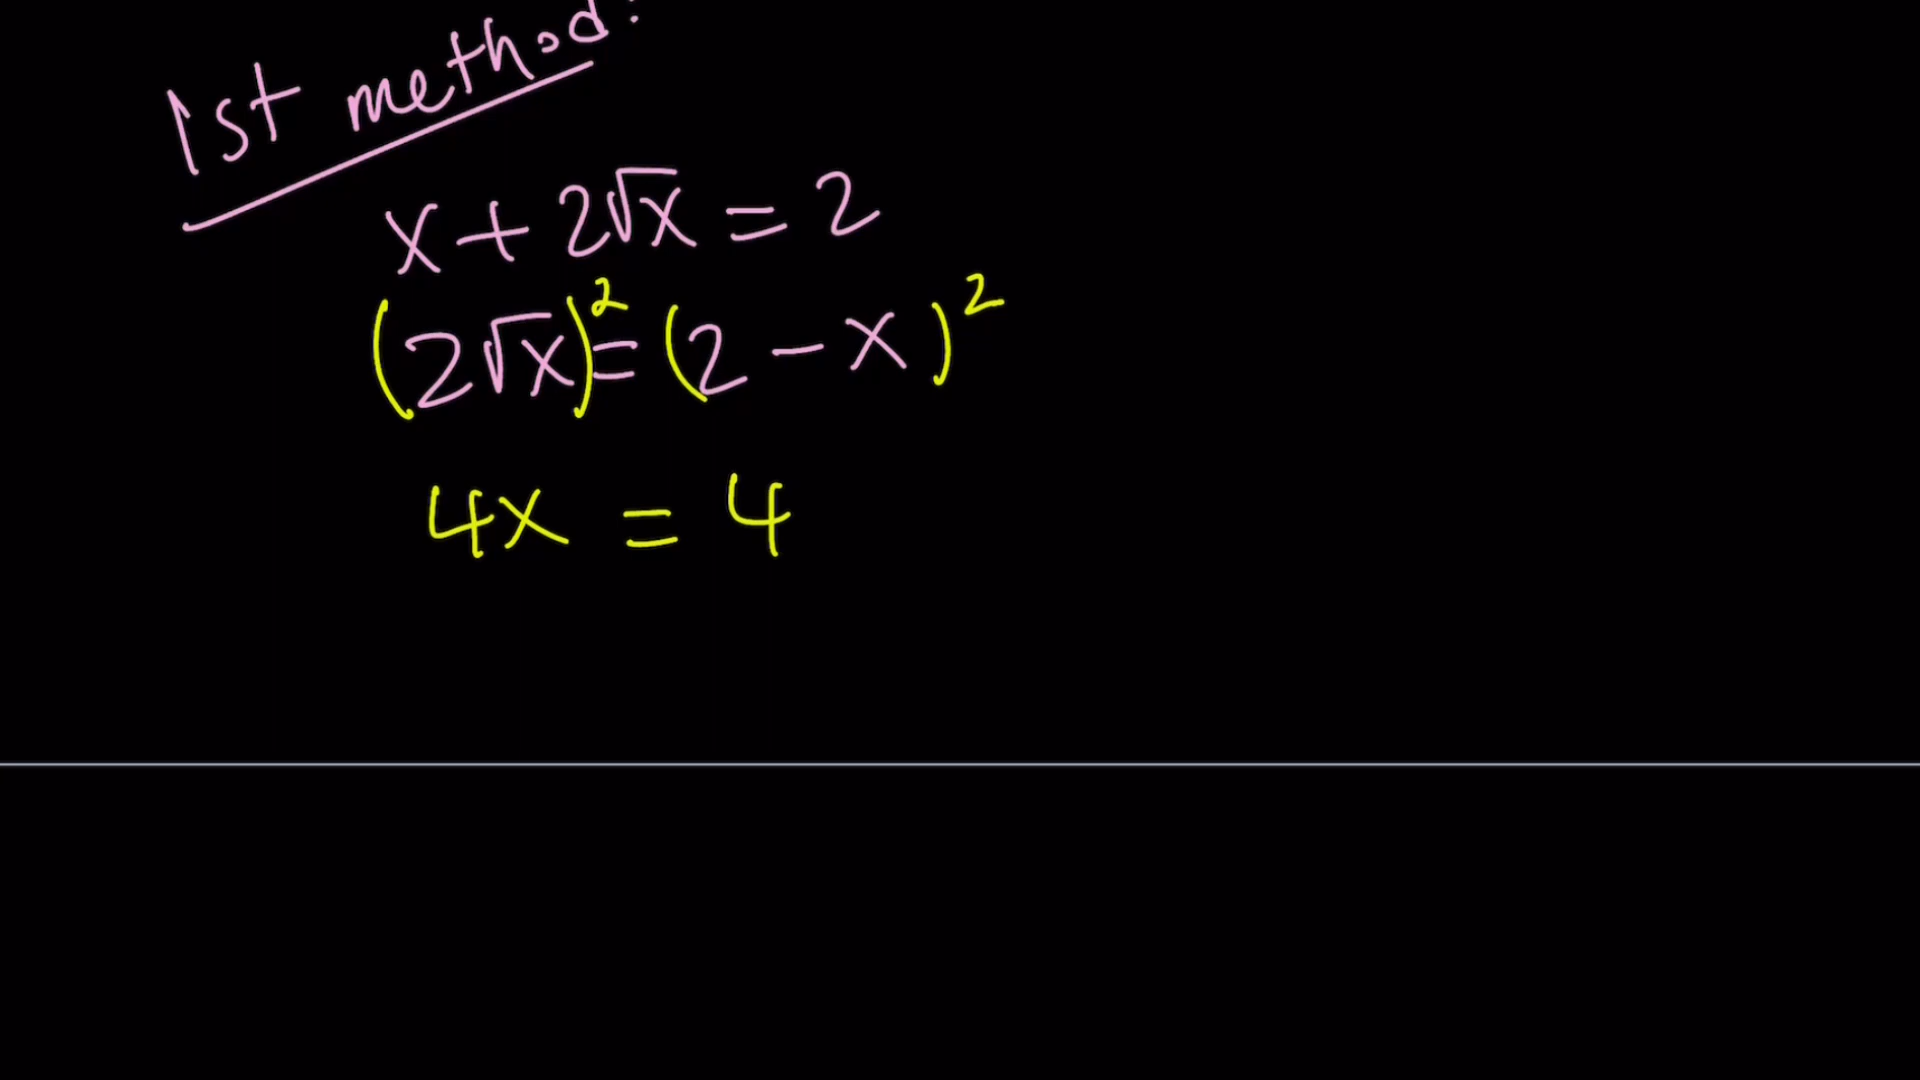 1st method:
x + 2√x = 2
(2√x)² = (2 - x)²
4x = 4